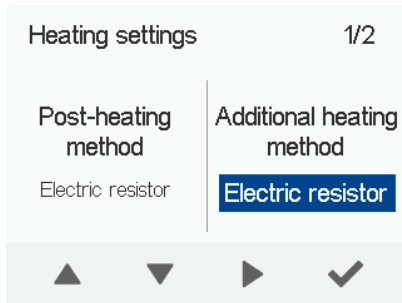 Heating settings 1/2
Post-heating
method
Electric resistor
Additional heating
method
Electric resistor